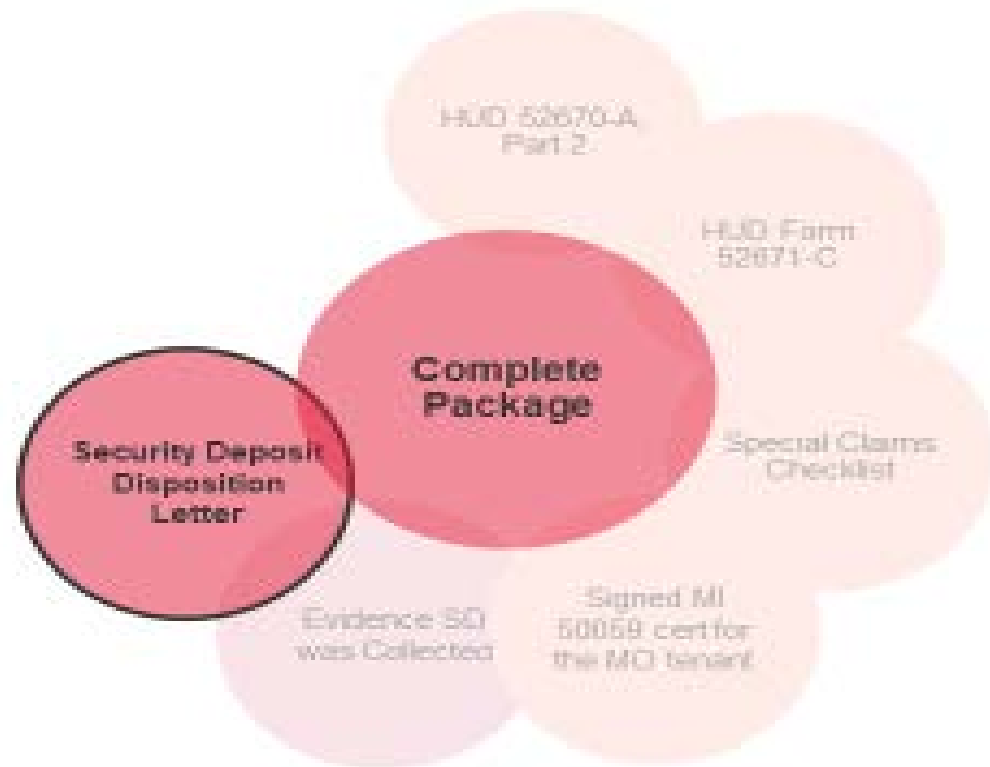 HUD 52670-A
Part 2
HUD Form
52671-C
Complete
Package
Special Claims
Checklist
Security Deposit
Disposition
Letter
Signed MI
50059 cert for
the MO tenant
Evidence SD
was Collected